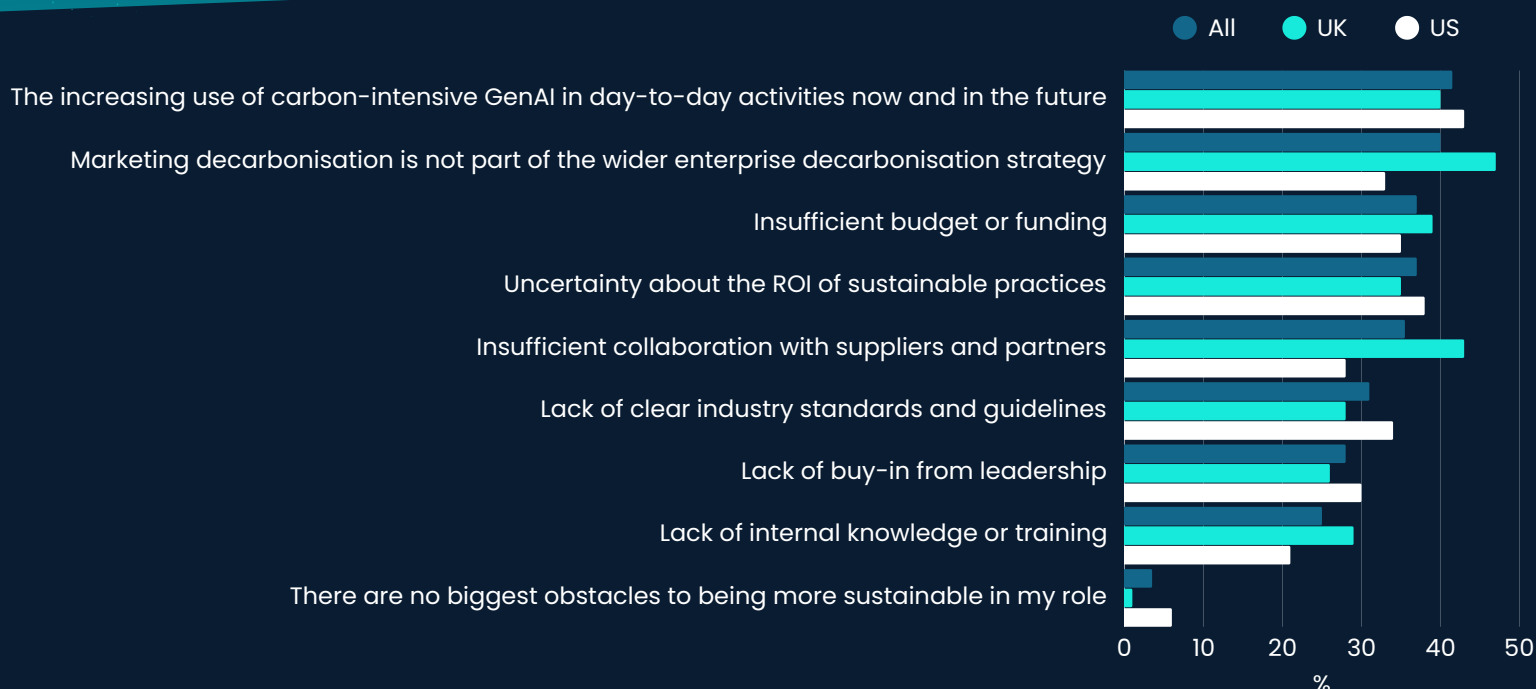 All UK US
The increasing use of carbon-intensive GenAI in day-to-day activities now and in the future
Marketing decarbonisation is not part of the wider enterprise decarbonisation strategy
Insufficient budget or funding
Uncertainty about the ROI of sustainable practices
Insufficient collaboration with suppliers and partners
Lack of clear industry standards and guidelines
Lack of buy-in from leadership
Lack of internal knowledge or training
There are no biggest obstacles to being more sustainable in my role
0 10 20 30 40 50
%